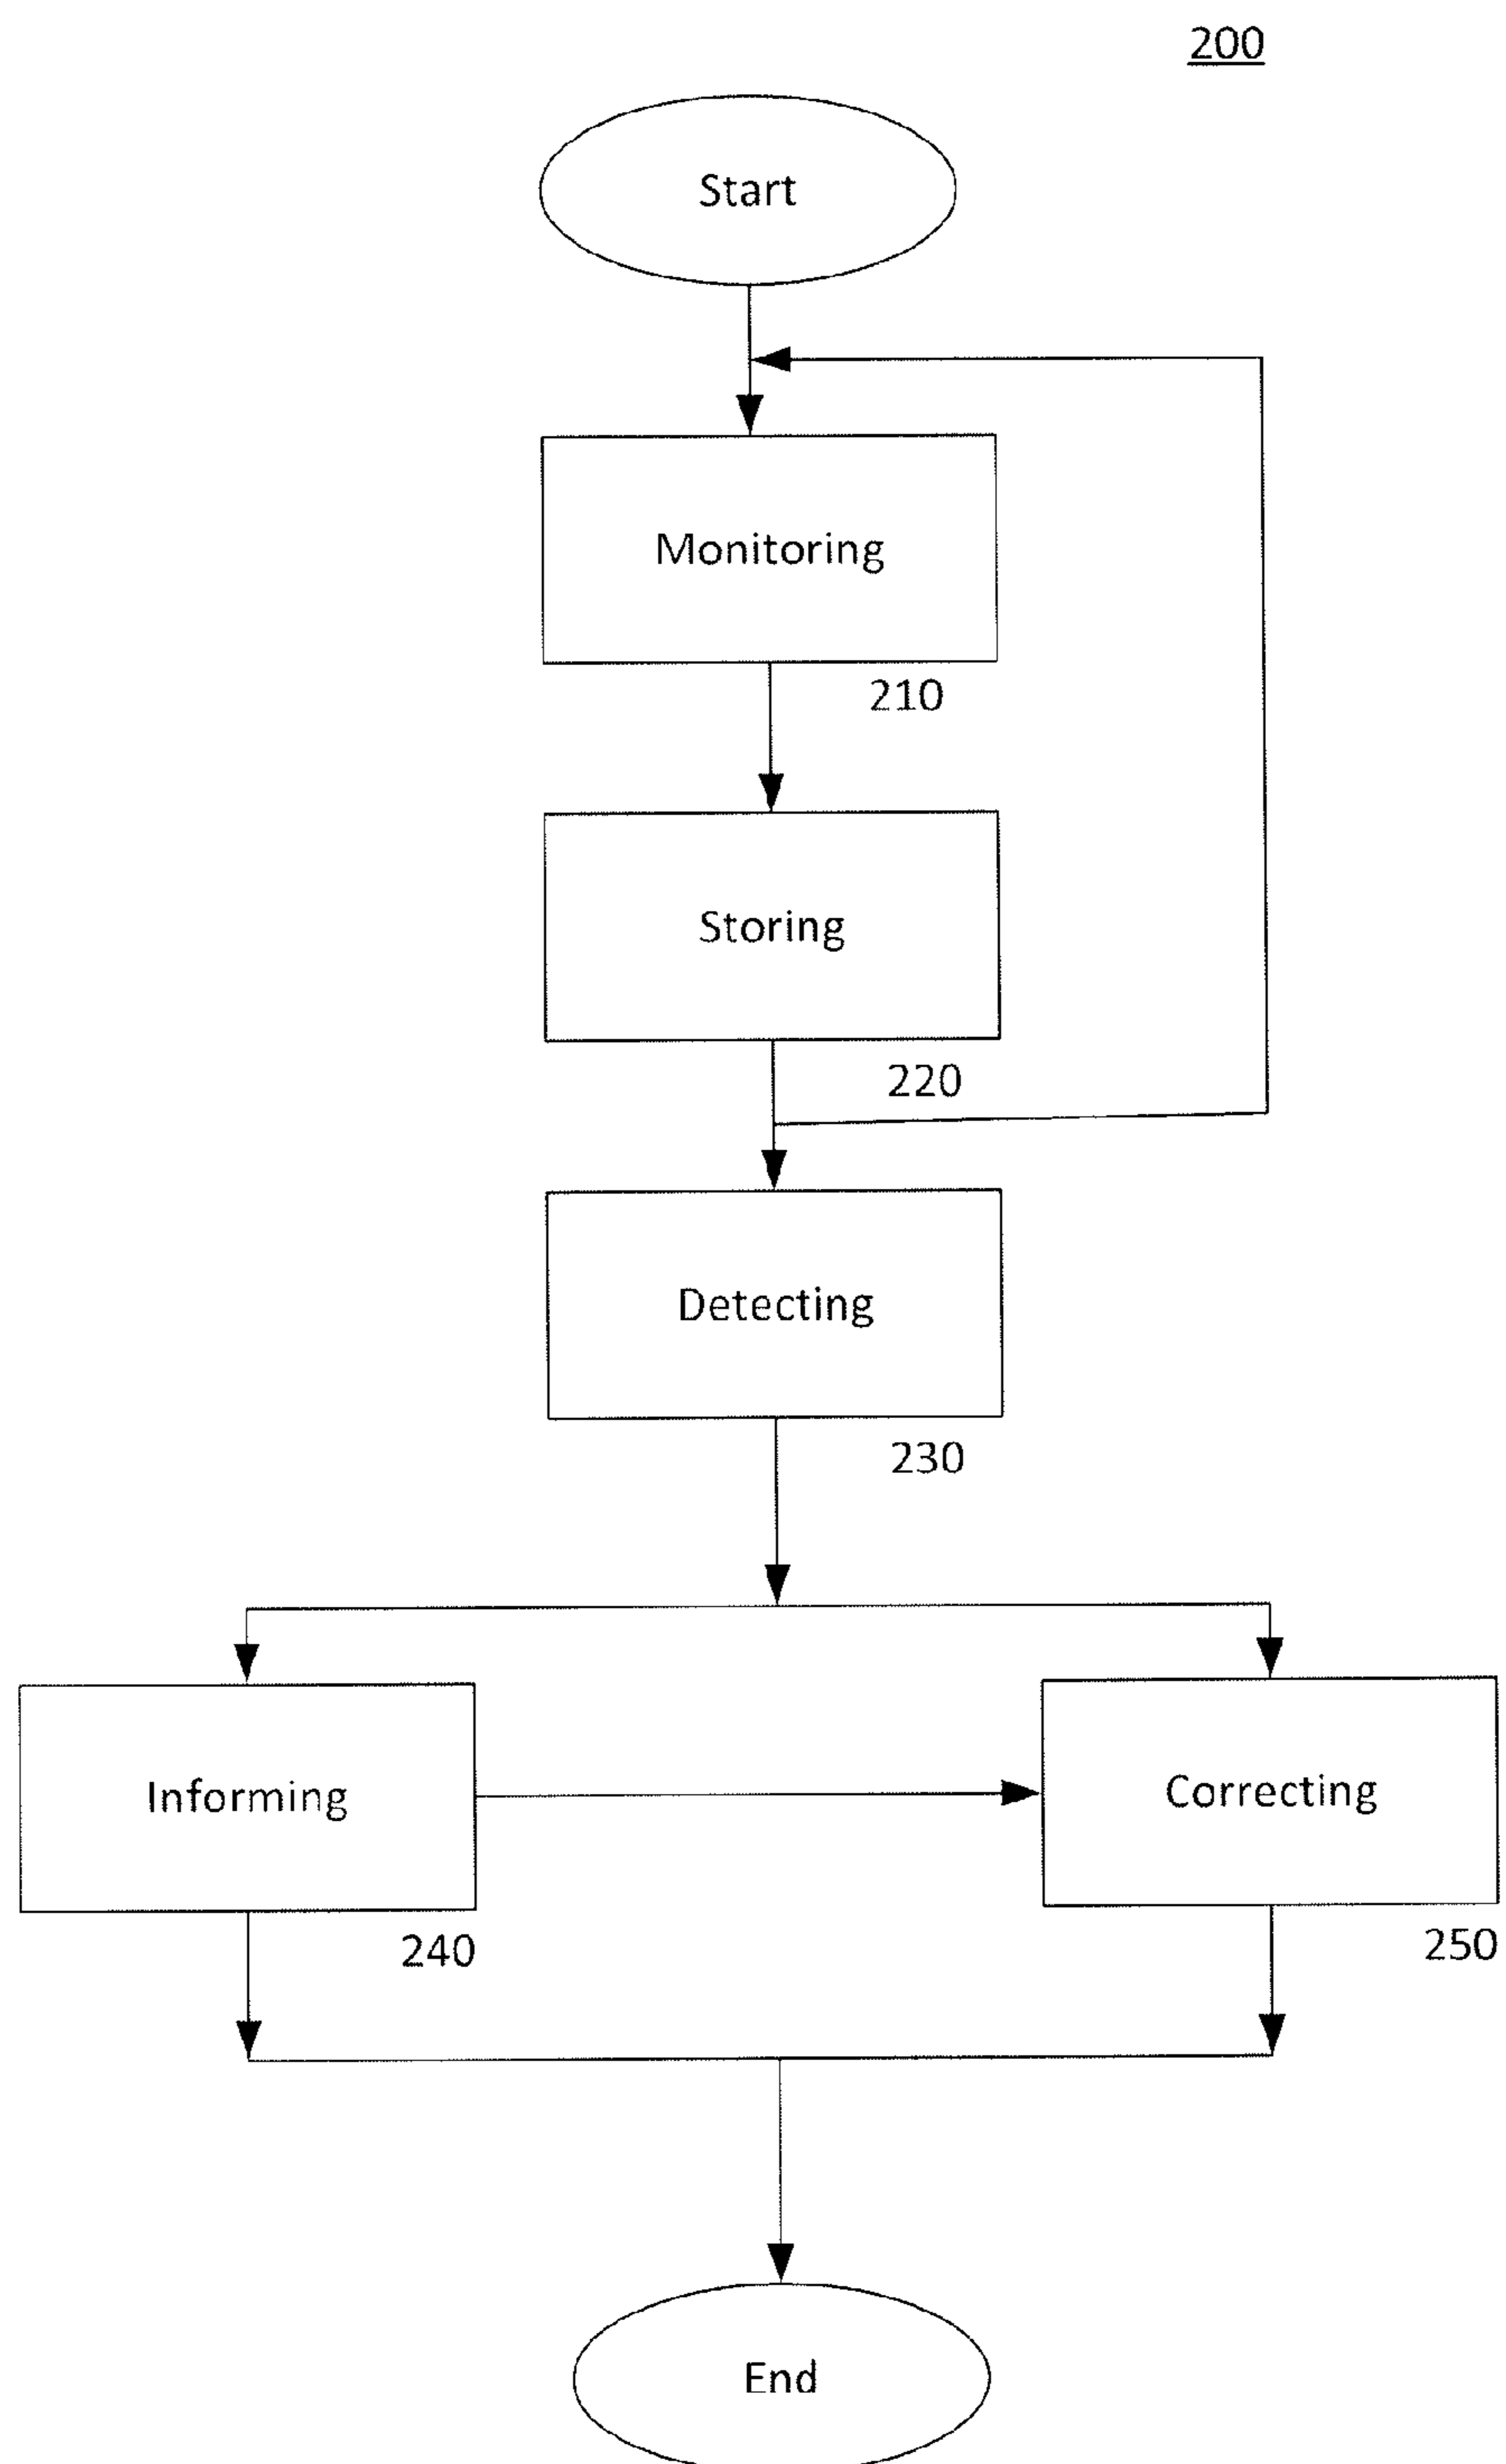 200
Start
Monitoring
210
Storing
220
Detecting
230
Informing
240
Correcting
250
End